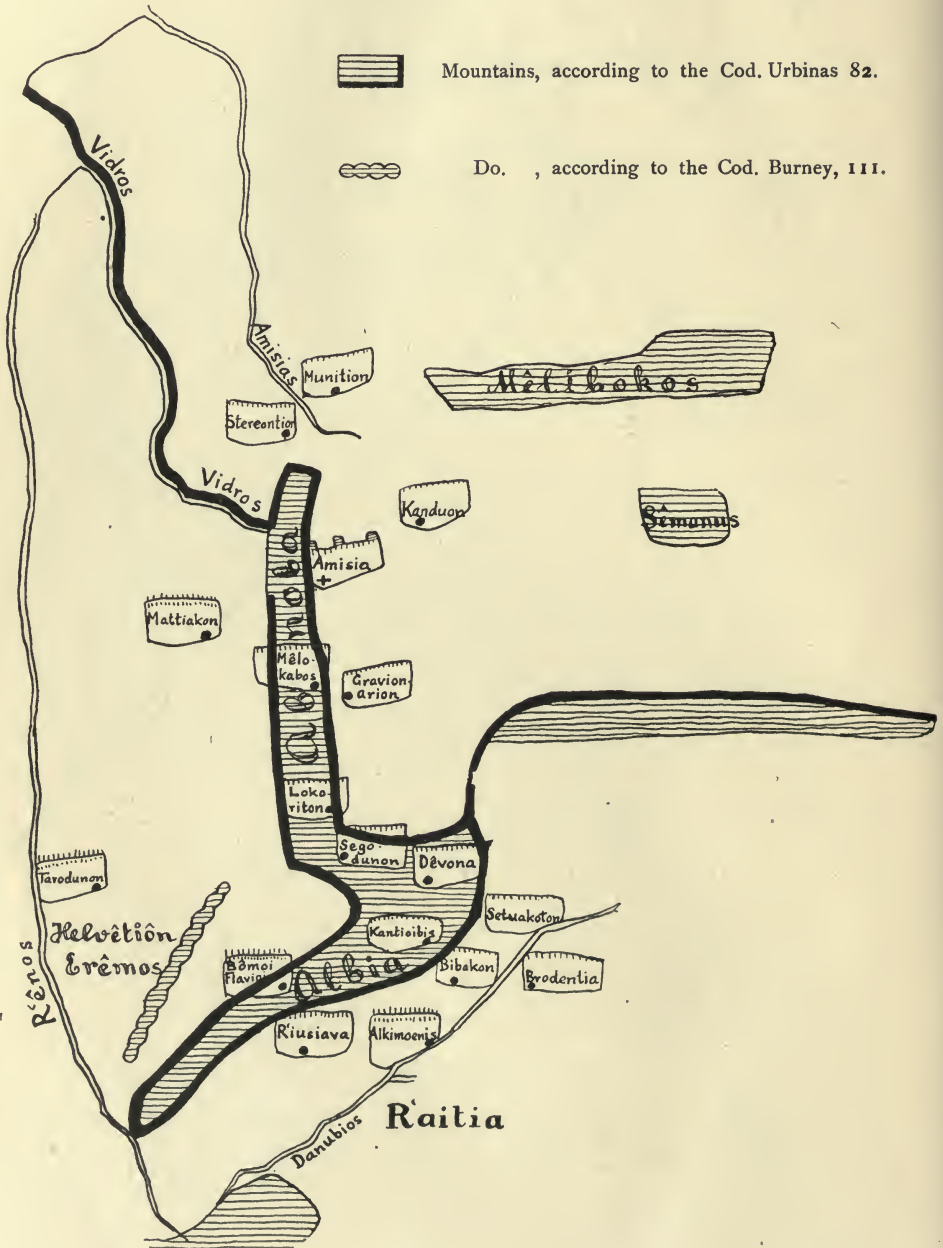 Mountains, according to the Cod. Urbinas 82.
Do. , according to the Cod. Burney, 111.
Vidros
Amisias
Munition
Mêlibokos
Stereontion
Vidros
Kanduon
Sêmanus
Amisia
Abnoba
Mattiakon
Mêlo-
kabos
Gravion-
arion
Loko-
riton
Sego-
dunon
Dêvona
Tarodunon
Setuakoton
Kantioibis
Helvêtiôn
Erêmos
Bômoi
Flavioi
Albia
Bibakon
Brodentia
R'ênos
R'iusiava
Alkimoenis
R'aitia
Danubios